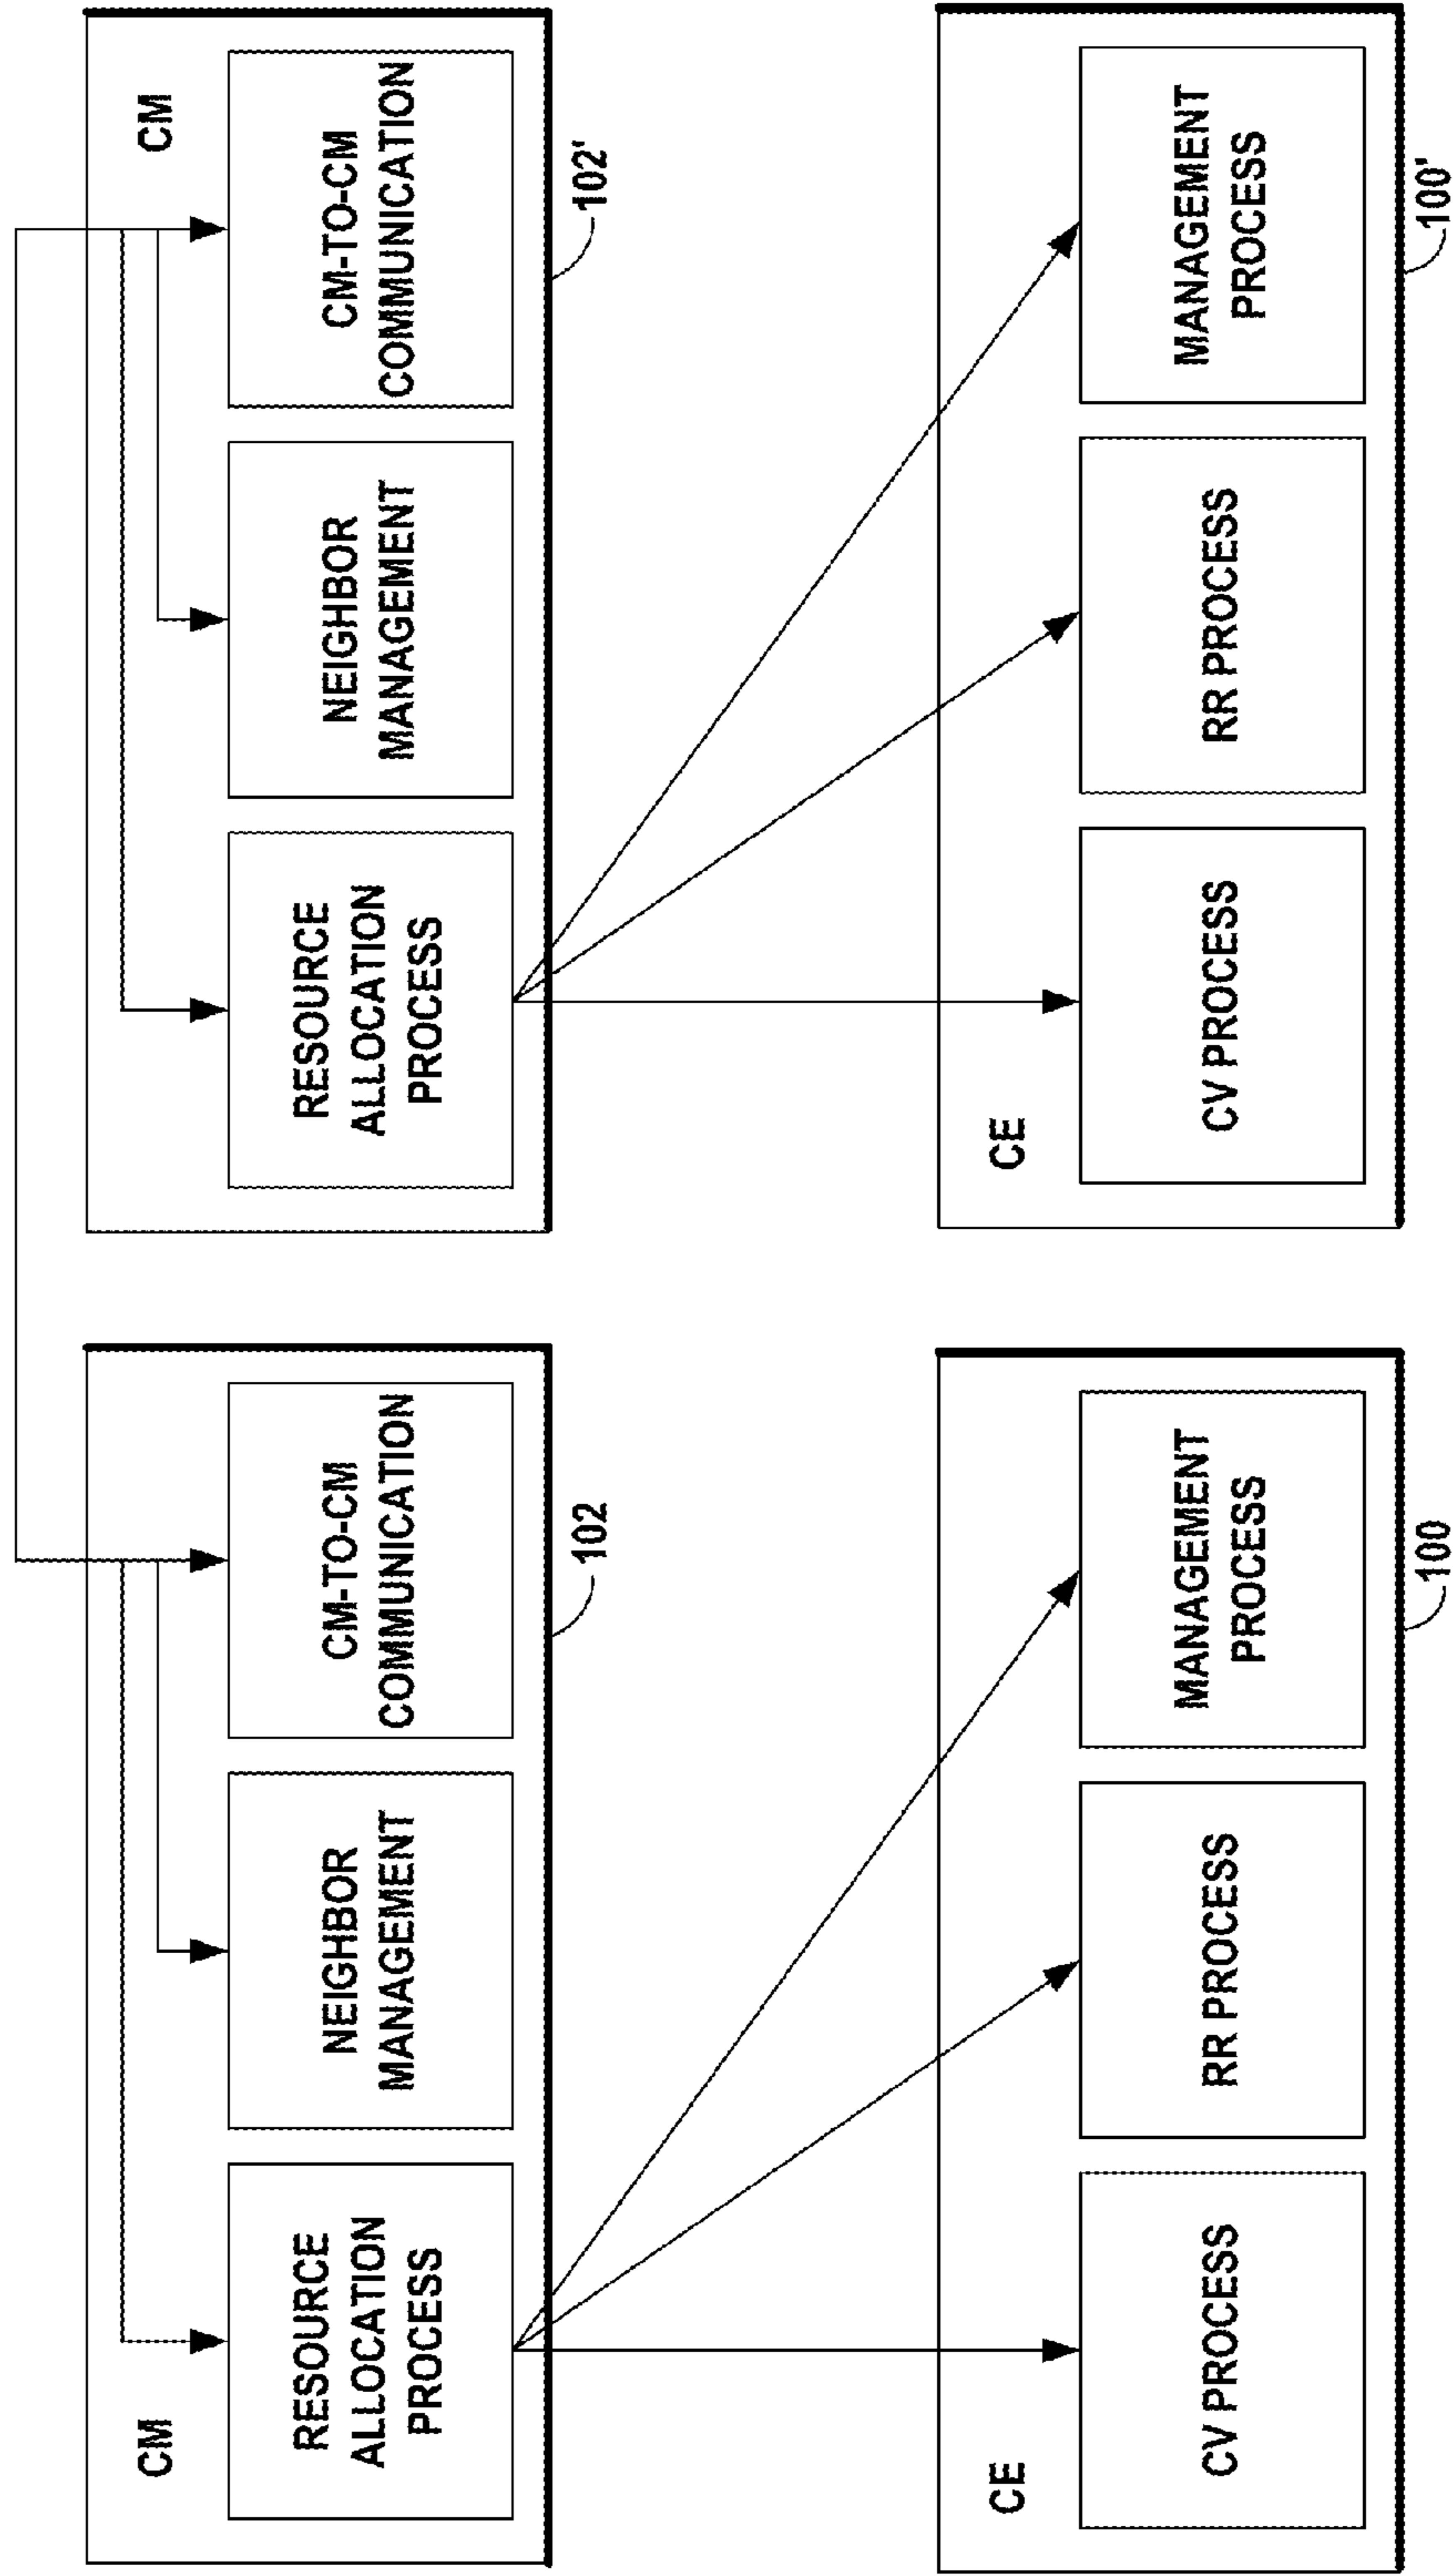 CM
RESOURCE
ALLOCATION
PROCESS
NEIGHBOR
MANAGEMENT
CM-TO-CM
COMMUNICATION
102
CE
CV PROCESS
RR PROCESS
MANAGEMENT
PROCESS
100
CM
RESOURCE
ALLOCATION
PROCESS
NEIGHBOR
MANAGEMENT
CM-TO-CM
COMMUNICATION
102'
CE
CV PROCESS
RR PROCESS
MANAGEMENT
PROCESS
100'